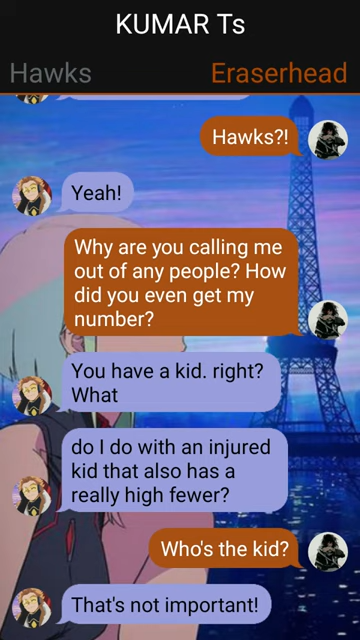 KUMAR Ts
Hawks
Eraserhead
Hawks?!
Yeah!
Why are you calling me
out of any people? How
did you even get my
number?
You have a kid. right?
What
do I do with an injured
kid that also has a
really high fewer?
Who's the kid?
That's not important!